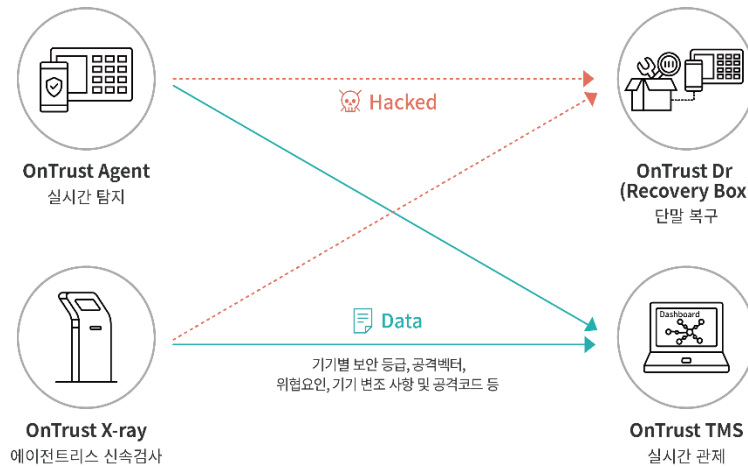 Hacked
OnTrust Agent
실시간 탐지
OnTrust Dr
(Recovery Box
단말 복구
Data
Dashboard
기기별 보안 등급, 공격벡터,
위협요인, 기기 변조 사항 및 공격코드 등
OnTrust X-ray
에이전트리스 신속검사
OnTrust TMS
실시간 관제